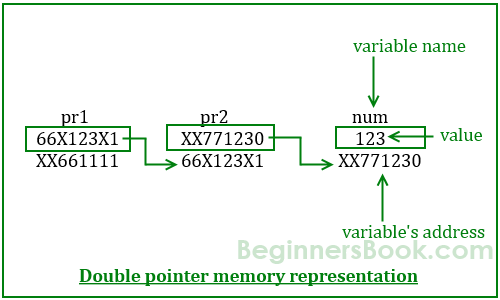 variable name
pr1 pr2 num
66X123X1 XX771230 123 value
XX661111 66X123X1 XX771230
variable's address
BeginnersBook.com
Double pointer memory representation